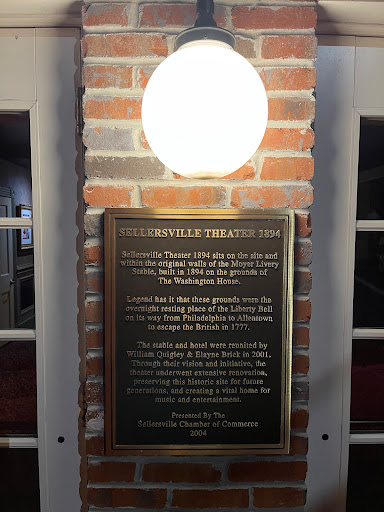 SELLERSVILLE THEATER 1894
Sellersville Theater 1894 sits on the site and
within the original walls of the Moyer Livery
Stable, built in 1894 on the grounds of
The Washington House.
Legend has it that these grounds were the
overnight resting place of the Liberty Bell
on its way from Philadelphia to Allentown
to escape the British in 1777.
The stable and hotel were reunited by
William Quigley & Elayne Brick in 2001.
Through their vision and initiative, the
theater underwent extensive renovation,
preserving this historic site for future
generations, and creating a vital home for
music and entertainment.
Presented By The
Sellersville Chamber of Commerce
2004